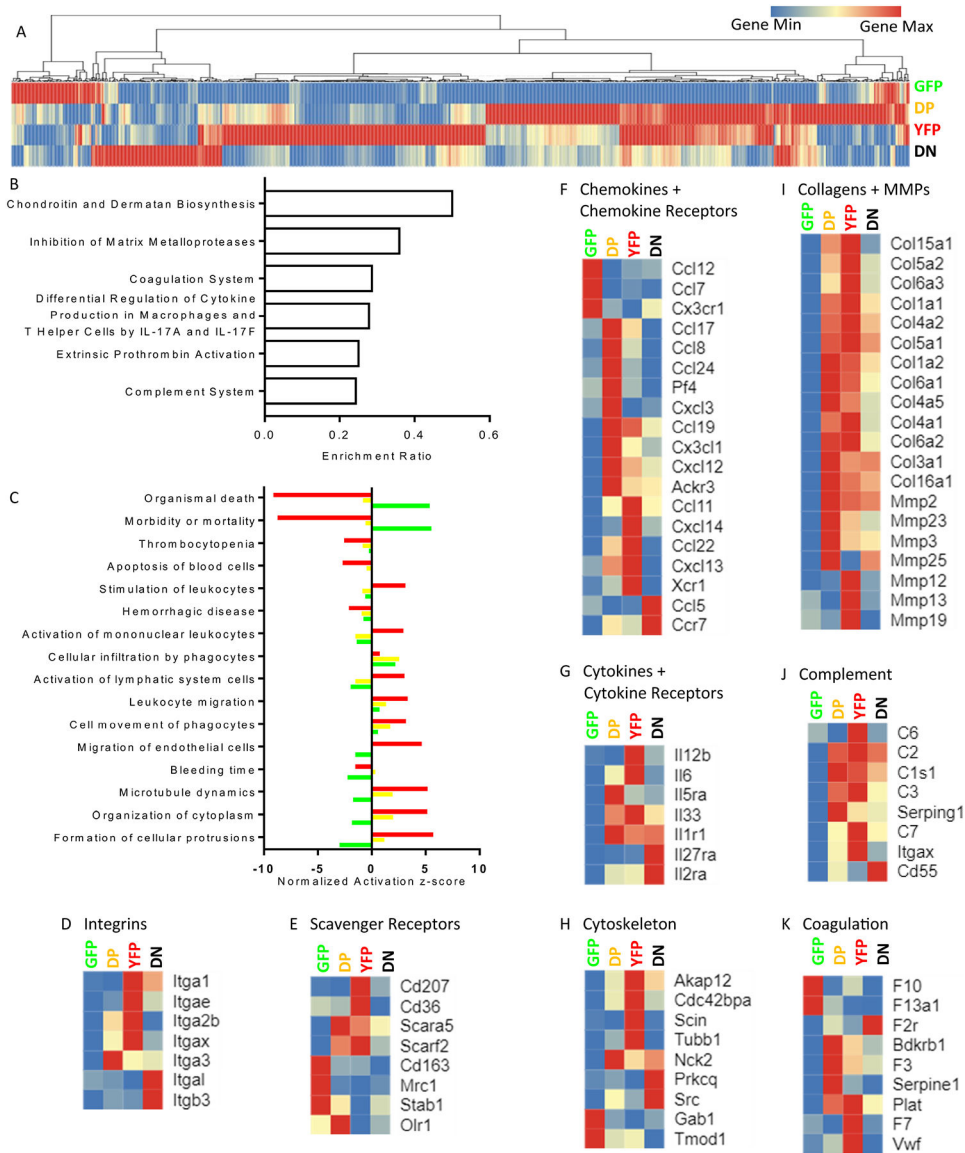 A
Gene Min
Gene Max
GFP
DP
YFP
DN
B
Chondroitin and Dermatan Biosynthesis
Inhibition of Matrix Metalloproteases
Coagulation System
Differential Regulation of Cytokine
Production in Macrophages and
T Helper Cells by IL-17A and IL-17F
Extrinsic Prothrombin Activation
Complement System
0.0 0.2 0.4 0.6
Enrichment Ratio
C
Organismal death
Morbidity or mortality
Thrombocytopenia
Apoptosis of blood cells
Stimulation of leukocytes
Hemorrhagic disease
Activation of mononuclear leukocytes
Cellular infiltration by phagocytes
Activation of lymphatic system cells
Leukocyte migration
Cell movement of phagocytes
Migration of endothelial cells
Bleeding time
Microtubule dynamics
Organization of cytoplasm
Formation of cellular protrusions
-10 -5 0 5 10
Normalized Activation z-score
D Integrins
GFP DP YFP DN
Itga1
Itgae
Itga2b
Itgax
Itga3
Itgal
Itgb3
E Scavenger Receptors
GFP DP YFP DN
Cd207
Cd36
Scara5
Scarf2
Cd163
Mrc1
Stab1
Olr1
F Chemokines +
Chemokine Receptors
GFP DP YFP DN
Ccl12
Ccl7
Cx3cr1
Ccl17
Ccl8
Ccl24
Pf4
Cxcl3
Ccl19
Cx3cl1
Cxcl12
Ackr3
Ccl11
Cxcl14
Ccl22
Cxcl13
Xcr1
Ccl5
Ccr7
G Cytokines +
Cytokine Receptors
GFP DP YFP DN
Il12b
Il6
Il5ra
Il33
Il1r1
Il27ra
Il2ra
H Cytoskeleton
GFP DP YFP DN
Akap12
Cdc42bpa
Scin
Tubb1
Nck2
Prkcq
Src
Gab1
Tmod1
I Collagens + MMPs
GFP DP YFP DN
Col15a1
Col5a2
Col6a3
Col1a1
Col4a2
Col5a1
Col1a2
Col6a1
Col4a5
Col4a1
Col6a2
Col3a1
Col16a1
Mmp2
Mmp23
Mmp3
Mmp25
Mmp12
Mmp13
Mmp19
J Complement
GFP DP YFP DN
C6
C2
C1s1
C3
Serping1
C7
Itgax
Cd55
K Coagulation
GFP DP YFP DN
F10
F13a1
F2r
Bdkrb1
F3
Serpine1
Plat
F7
Vwf